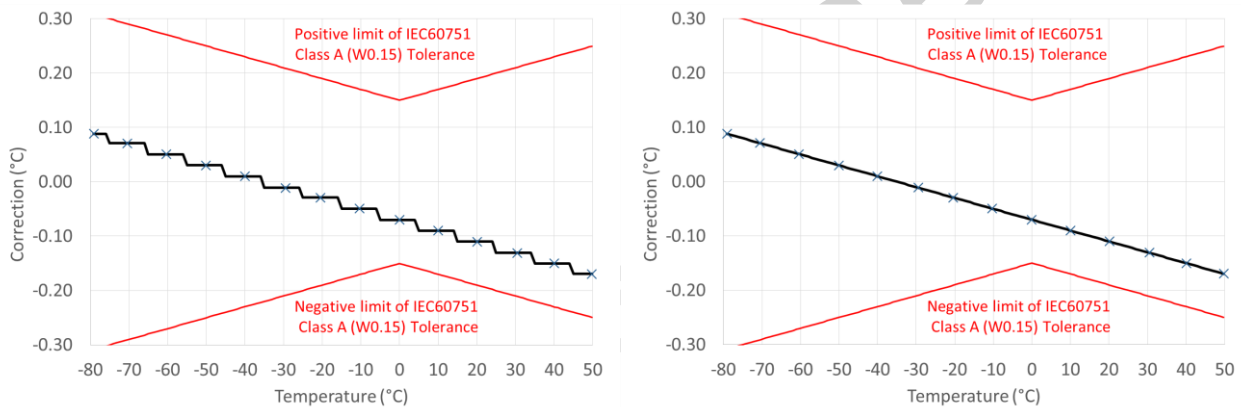 0.30
0.20
0.10
0.00
-0.10
-0.20
-0.30
Correction (°C)
Positive limit of IEC60751
Class A (W0.15) Tolerance
Negative limit of IEC60751
Class A (W0.15) Tolerance
-80 -70 -60 -50 -40 -30 -20 -10 0 10 20 30 40 50
Temperature (°C)
0.30
0.20
0.10
0.00
-0.10
-0.20
-0.30
Correction (°C)
Positive limit of IEC60751
Class A (W0.15) Tolerance
Negative limit of IEC60751
Class A (W0.15) Tolerance
-80 -70 -60 -50 -40 -30 -20 -10 0 10 20 30 40 50
Temperature (°C)